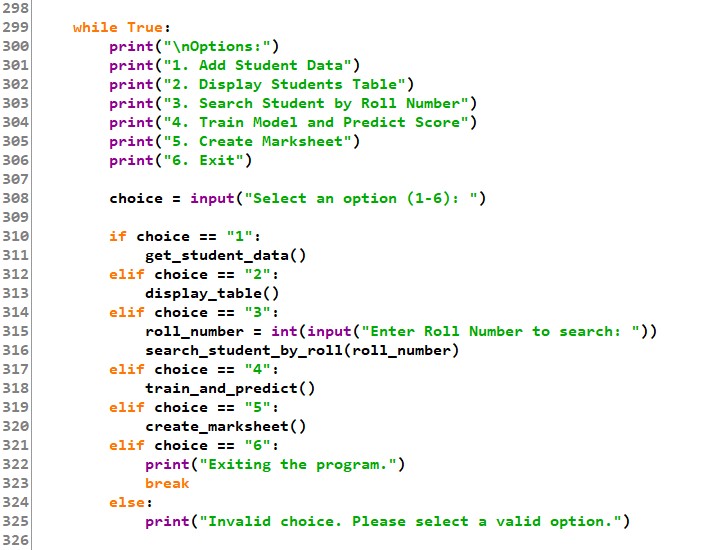 298
299     while True:
300         print("\nOptions:")
301         print("1. Add Student Data")
302         print("2. Display Students Table")
303         print("3. Search Student by Roll Number")
304         print("4. Train Model and Predict Score")
305         print("5. Create Marksheet")
306         print("6. Exit")
307
308         choice = input("Select an option (1-6): ")
309
310         if choice == "1":
311             get_student_data()
312         elif choice == "2":
313             display_table()
314         elif choice == "3":
315             roll_number = int(input("Enter Roll Number to search: "))
316             search_student_by_roll(roll_number)
317         elif choice == "4":
318             train_and_predict()
319         elif choice == "5":
320             create_marksheet()
321         elif choice == "6":
322             print("Exiting the program.")
323             break
324         else:
325             print("Invalid choice. Please select a valid option.")
326